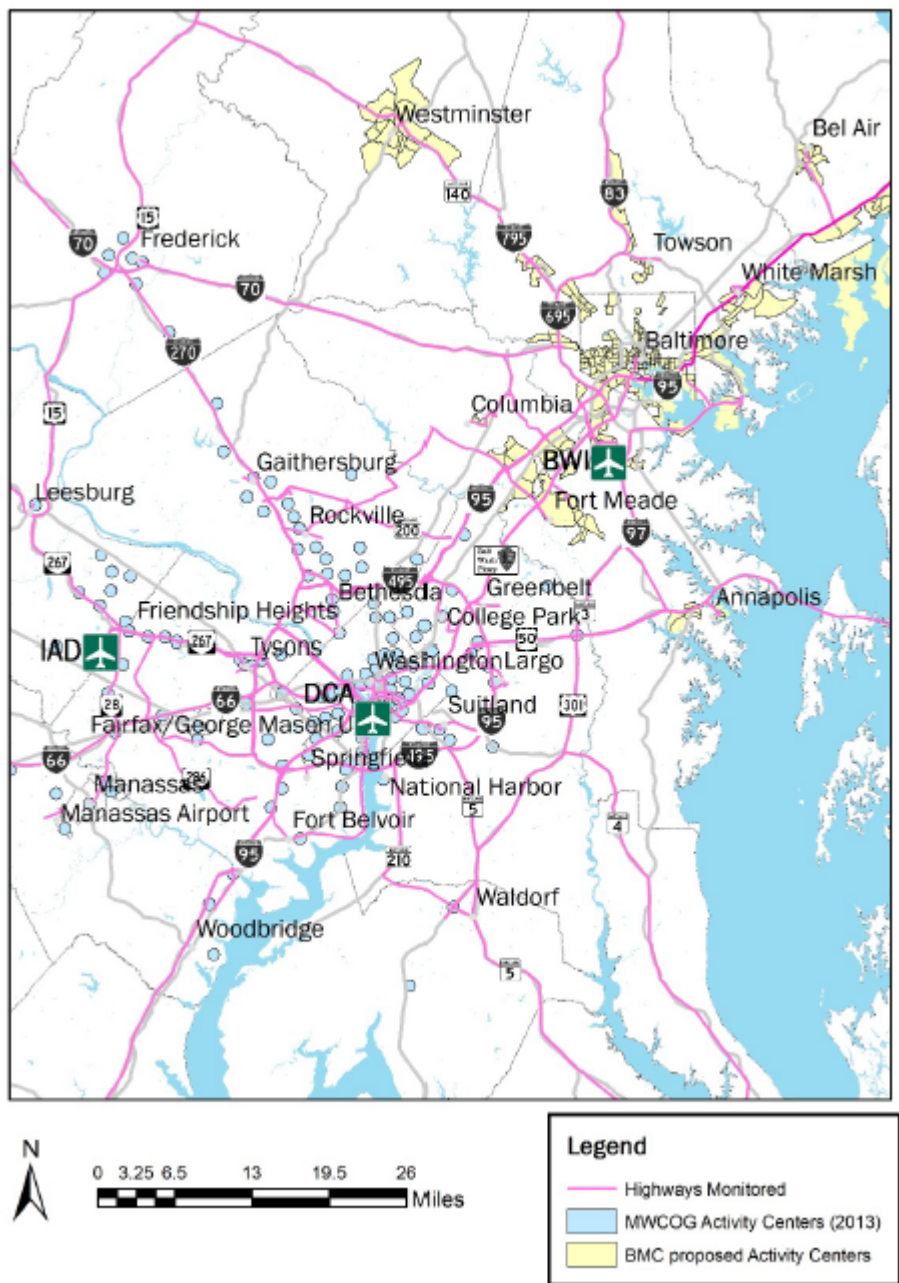 Westminster
Bel Air
140
83
15
795
70
Frederick
Towson
70
White Marsh
695
270
Baltimore
95
15
Columbia
Gaithersburg
BWI
Leesburg
95
Fort Meade
Rockville
200
97
267
495
Greenbelt
Bethesda
Annapolis
Friendship Heights
College Park
3
50
267
Tysons
IAD
Washington
Largo
DCA
66
28
Suitland
301
Fairfax/George Mason U
95
66
Springfie
495
Manassas
286
National Harbor
Manassas Airport
5
Fort Belvoir
4
95
210
Waldorf
Woodbridge
5
N
0 3.25 6.5 13 19.5 26
Miles
Legend
Highways Monitored
MWCOG Activity Centers (2013)
BMC proposed Activity Centers